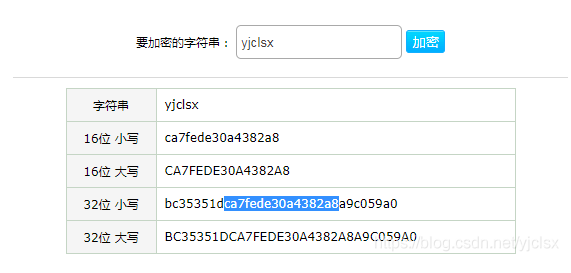 要加密的字符串： yjclsx 加密
字符串 yjclsx
16位 小写 ca7fede30a4382a8
16位 大写 CA7FEDE30A4382A8
32位 小写 bc35351dca7fede30a4382a8a9c059a0
32位 大写 BC35351DCA7FEDE30A4382A8A9C059A0
https://blog.csdn.net/yjclsx